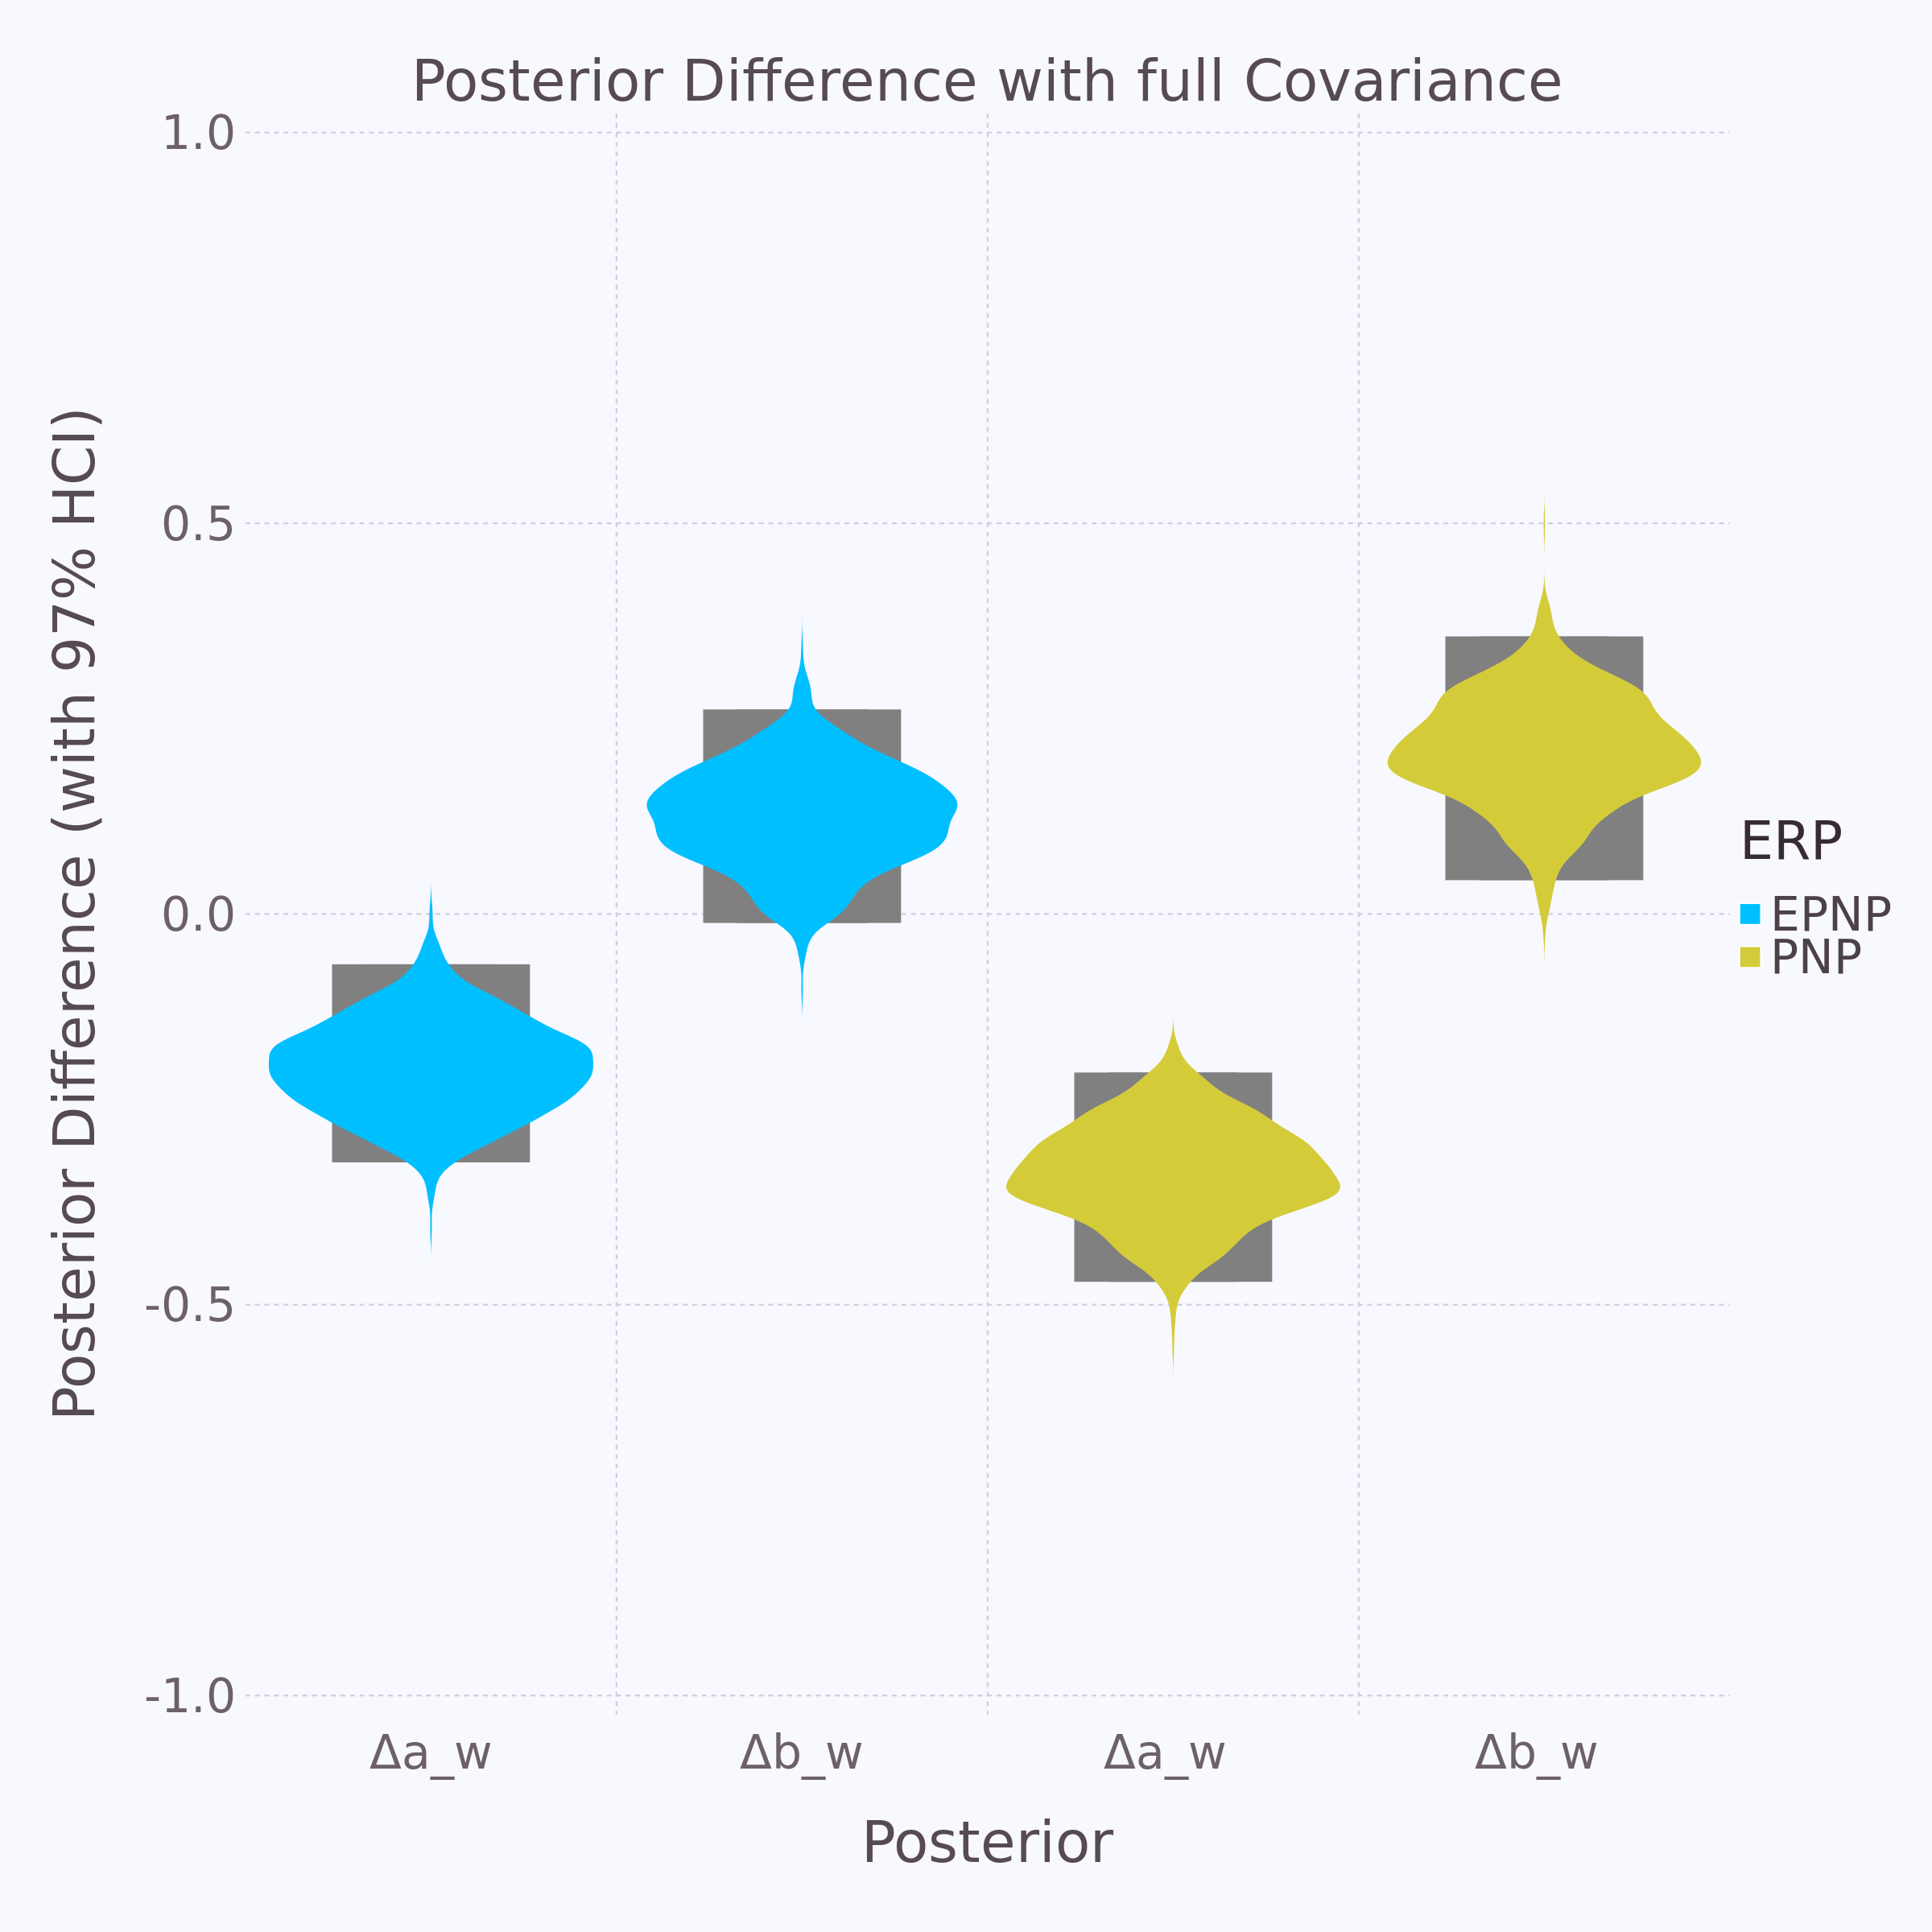 Posterior Difference with full Covariance
Posterior Difference (with 97% HCI)
1.0
0.5
0.0
-0.5
-1.0
Δa_w Δb_w Δa_w Δb_w
Posterior
ERP
EPNP
PNP